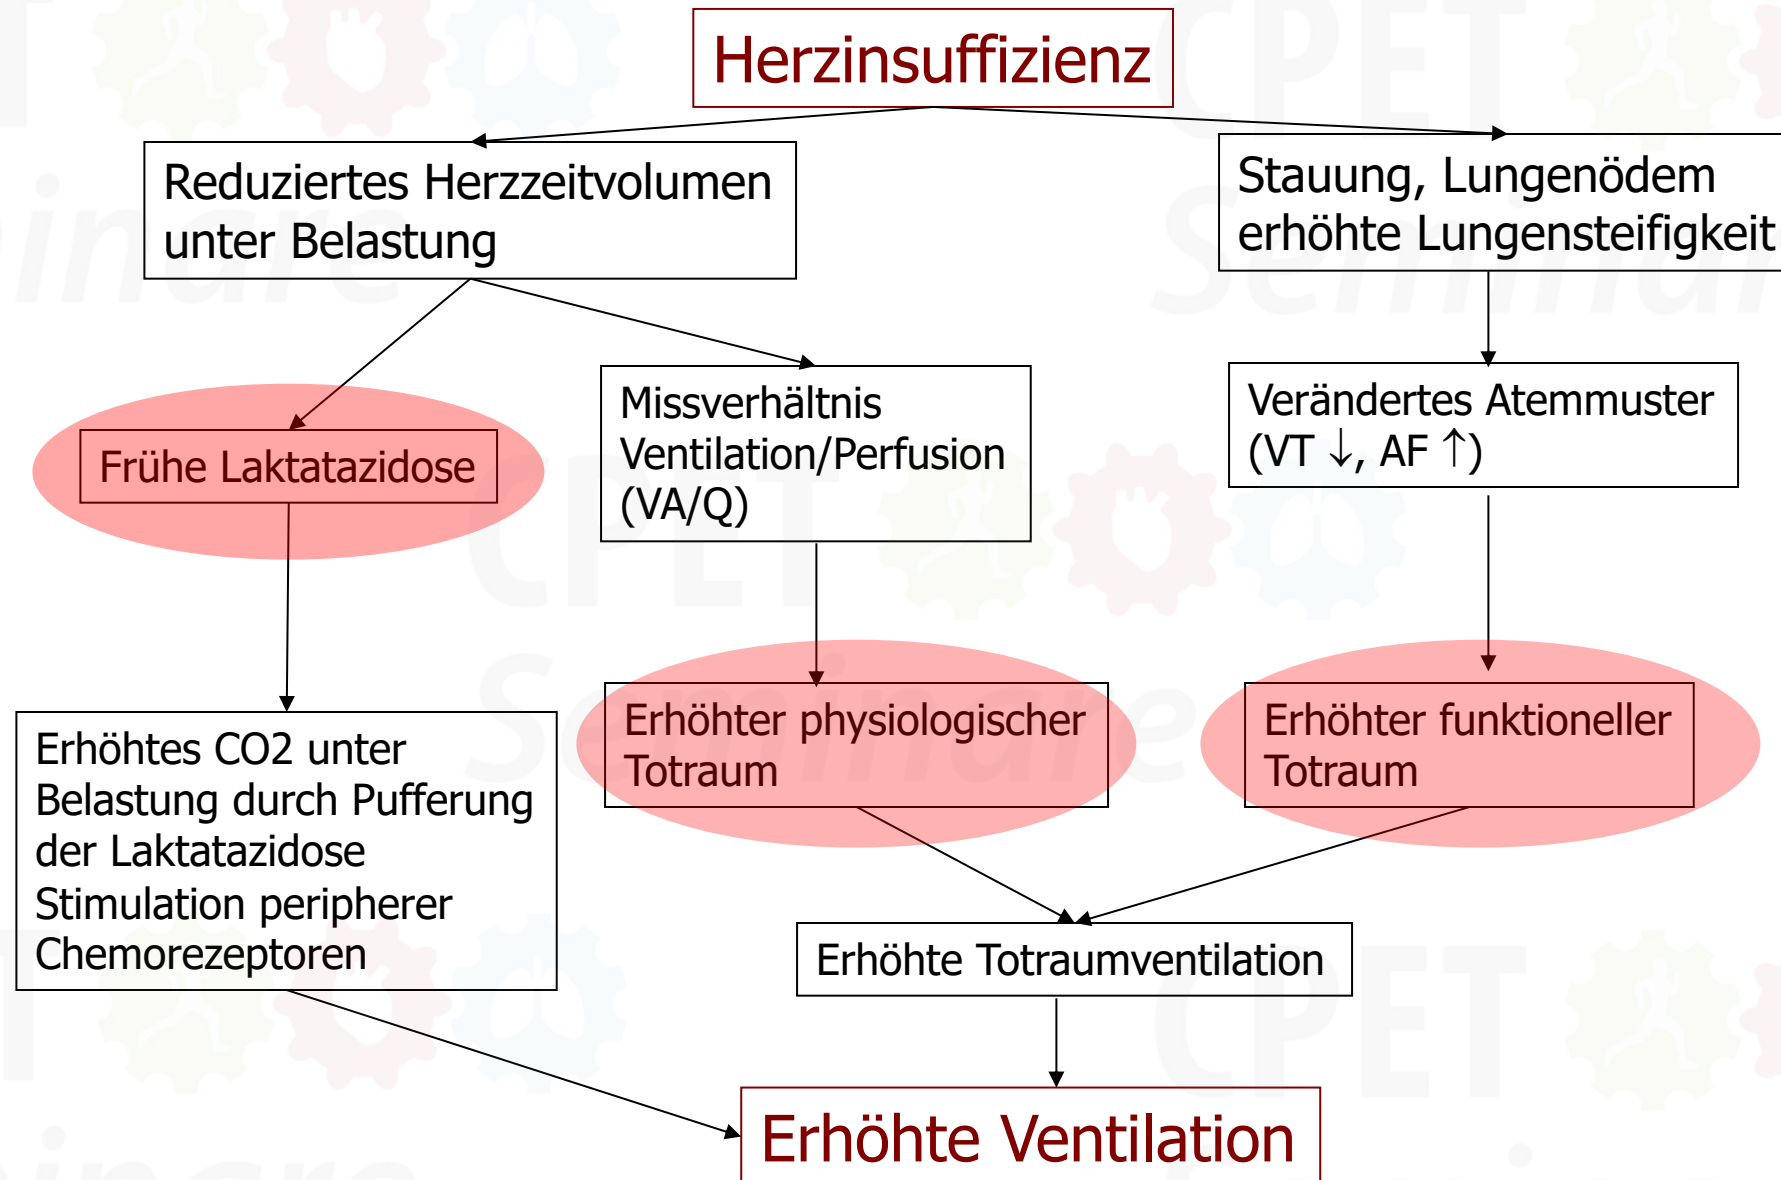 Herzinsuffizienz
Reduziertes Herzzeitvolumen
unter Belastung
Stauung, Lungenödem
erhöhte Lungensteifigkeit
Frühe Laktatazidose
Missverhältnis
Ventilation/Perfusion
(VA/Q)
Verändertes Atemmuster
(VT ↓, AF ↑)
Erhöhtes CO2 unter
Belastung durch Pufferung
der Laktatazidose
Stimulation peripherer
Chemorezeptoren
Erhöhter physiologischer
Totraum
Erhöhter funktioneller
Totraum
Erhöhte Totraumventilation
Erhöhte Ventilation
CPET
Seminare